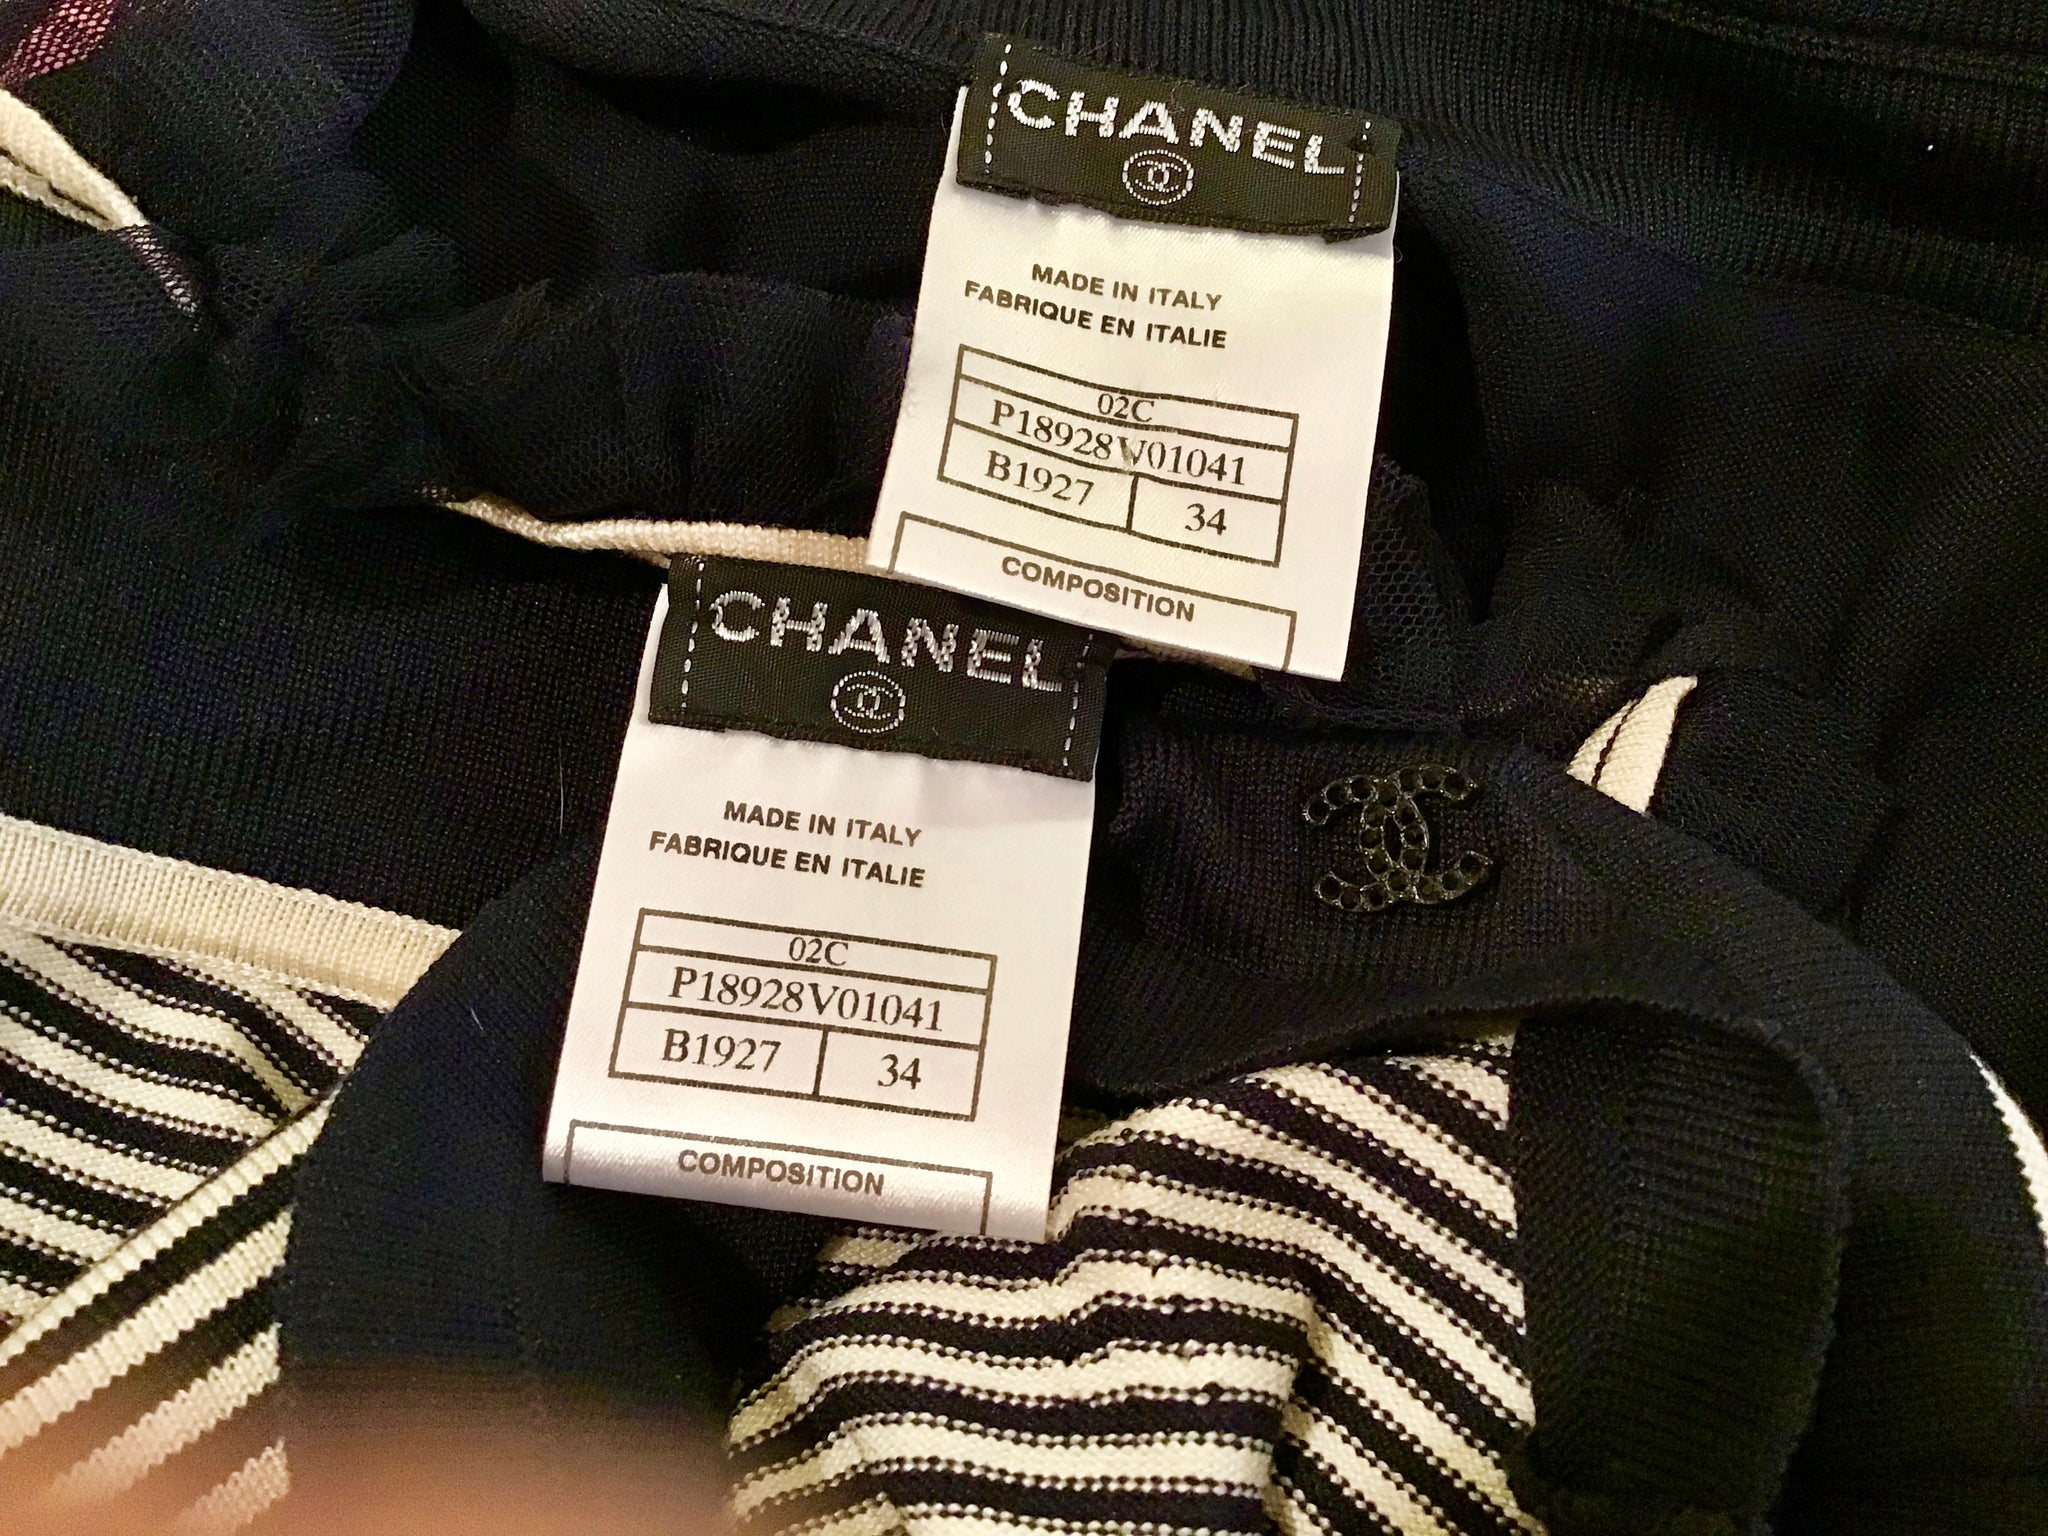 CHANEL
MADE IN ITALY
FABRIQUE EN ITALIE
02C
P18928V01041
B1927 34
COMPOSITION
CHANEL
MADE IN ITALY
FABRIQUE EN ITALIE
02C
P18928V01041
B1927 34
COMPOSITION